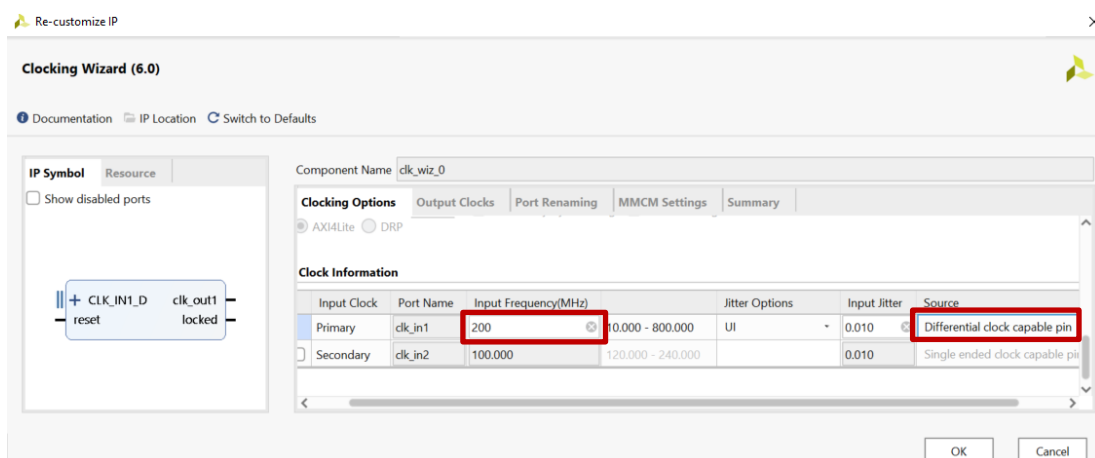 Re-customize IP
Clocking Wizard (6.0)
Documentation IP Location Switch to Defaults
IP Symbol Resource
Show disabled ports
CLK_IN1_D clk_out1
reset locked
Component Name clk_wiz_0
Clocking Options Output Clocks Port Renaming MMCM Settings Summary
AXI4Lite DRP
Clock Information
Input Clock Port Name Input Frequency(MHz) Jitter Options Input Jitter Source
Primary clk_in1 200 10.000 - 800.000 UI 0.010 Differential clock capable pin
Secondary clk_in2 100.000 120.000 - 240.000 0.010 Single ended clock capable pin
OK Cancel